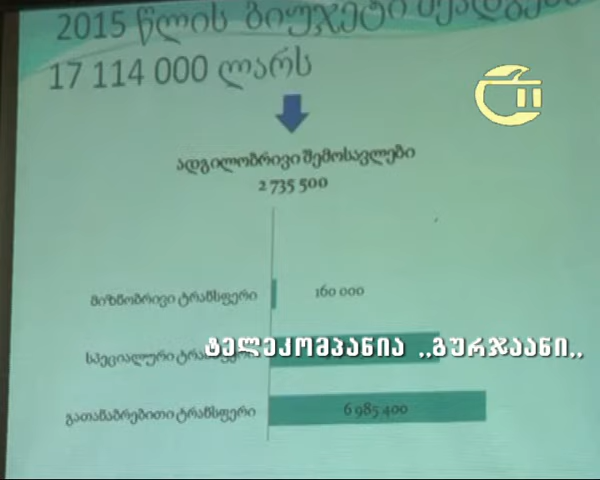 2015 წლის ბიუჯეტი
17 114 000 ლარს
ადგილობრივი შემოსავლები
2 735 500
მიზნობრივი ტრანსფერი
160 000
სპეციალური
ტელეკომპანია ,,გურჯაანი,,
გათანაბრებითი ტრანსფერი
6 985 400